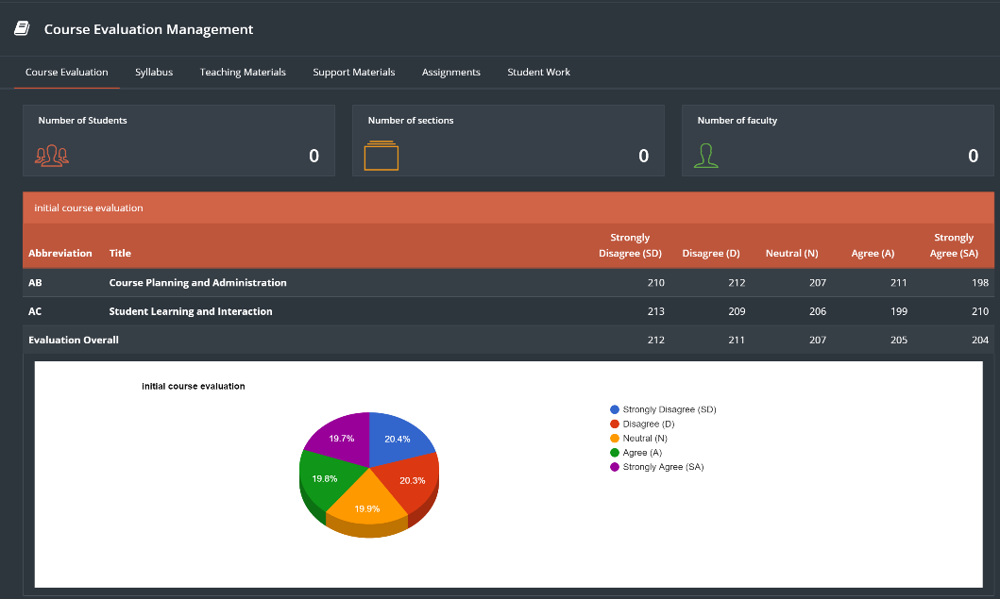 Course Evaluation Management
Course Evaluation Syllabus Teaching Materials Support Materials Assignments Student Work
Number of Students Number of sections Number of faculty
0 0 0
initial course evaluation
Abbreviation Title Strongly Disagree (SD) Disagree (D) Neutral (N) Agree (A) Strongly Agree (SA)
AB Course Planning and Administration 210 212 207 211 198
AC Student Learning and Interaction 213 209 206 199 210
Evaluation Overall 212 211 207 205 204
initial course evaluation
19.7% 20.4%
19.8% 20.3%
19.9%
Strongly Disagree (SD)
Disagree (D)
Neutral (N)
Agree (A)
Strongly Agree (SA)